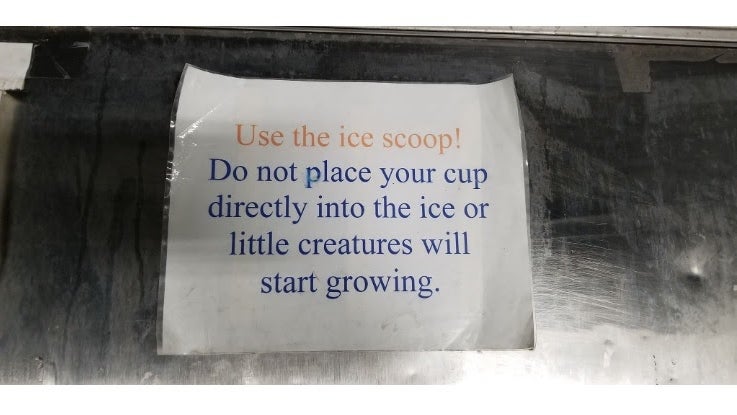 Use the ice scoop!
Do not place your cup
directly into the ice or
little creatures will
start growing.